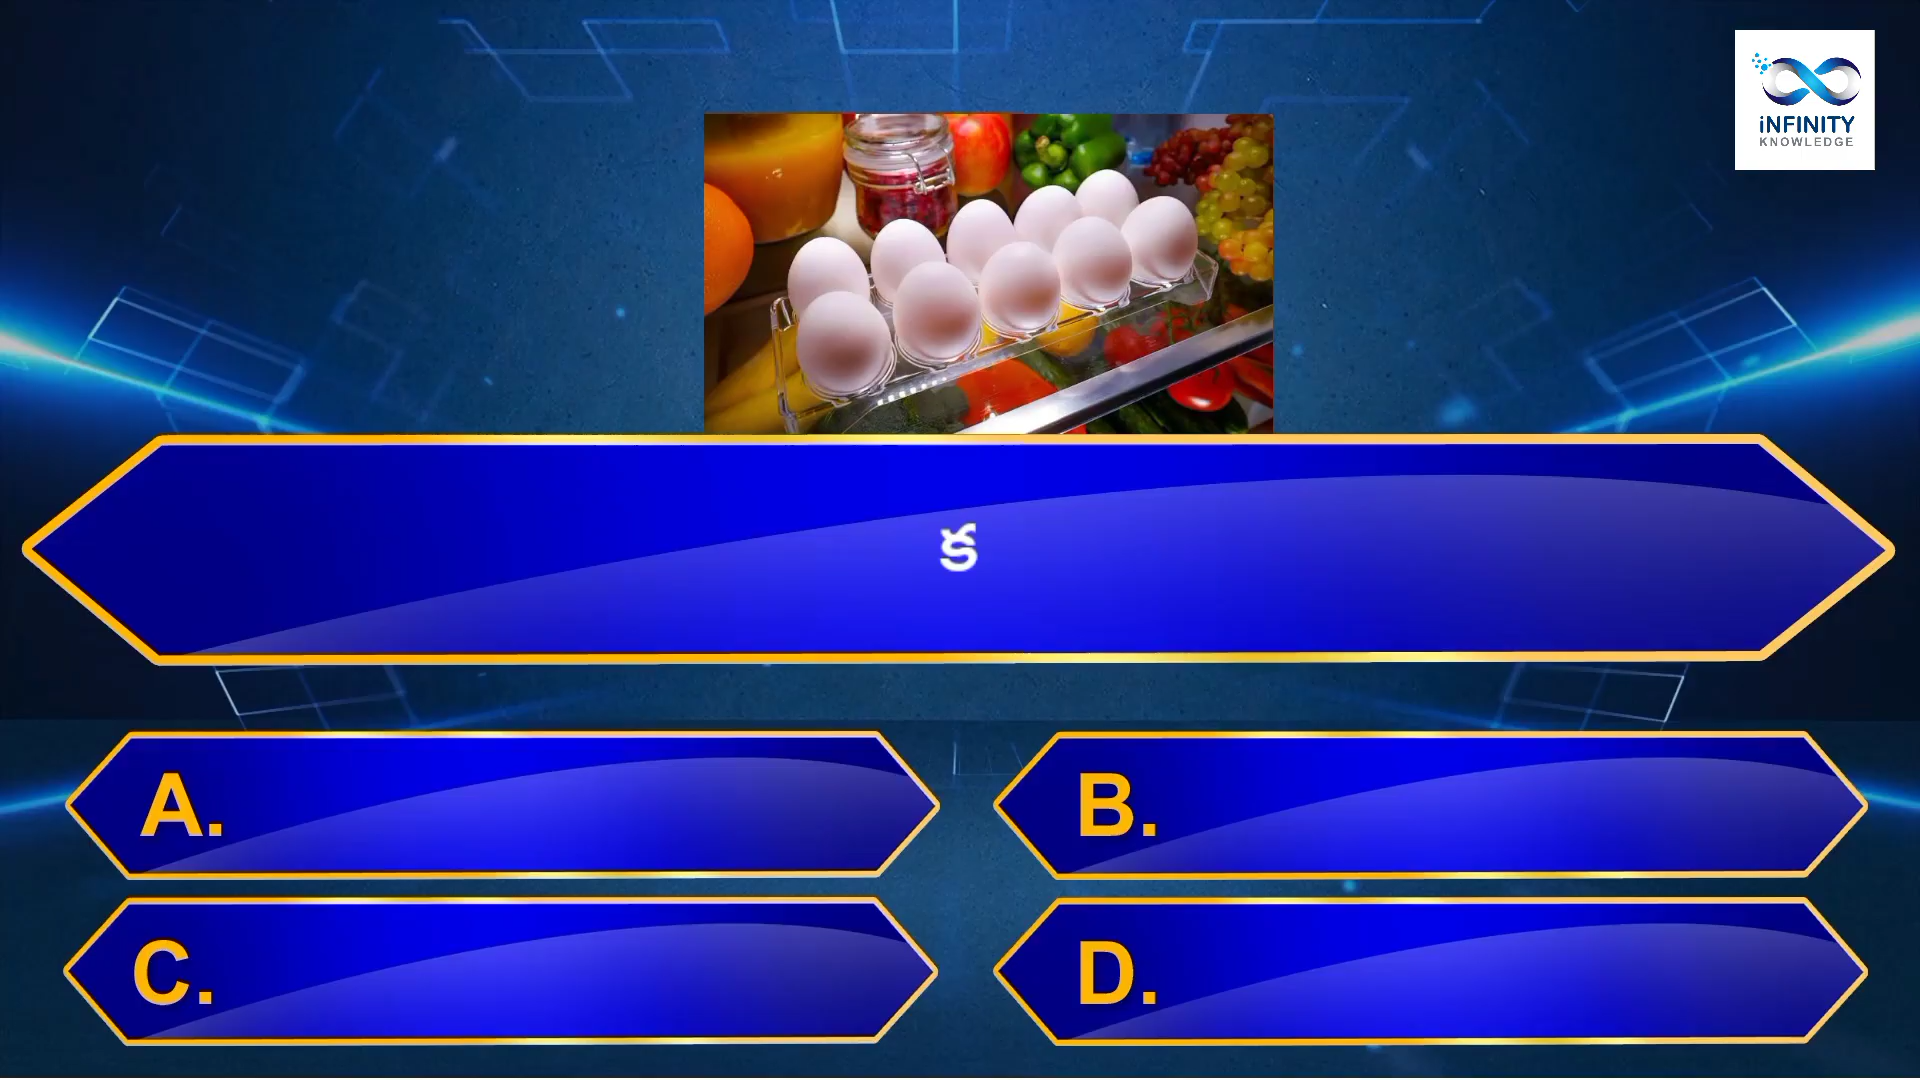 iNFINITY
KNOWLEDGE
క
A.
B.
C.
D.